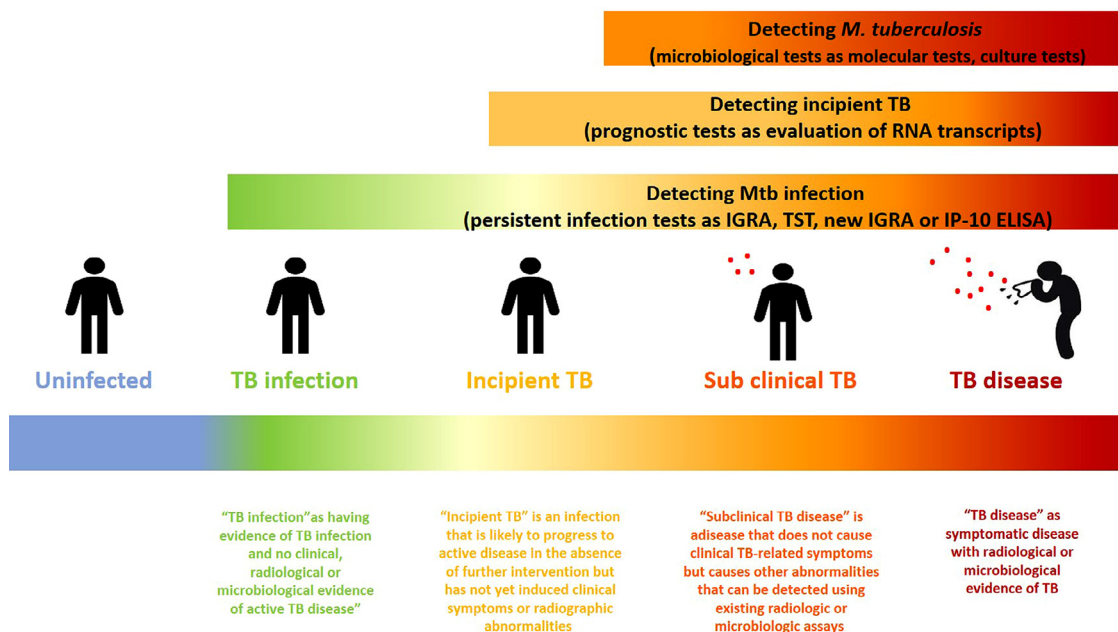 Detecting M. tuberculosis
(microbiological tests as molecular tests, culture tests)
Detecting incipient TB
(prognostic tests as evaluation of RNA transcripts)
Detecting Mtb infection
(persistent infection tests as IGRA, TST, new IGRA or IP-10 ELISA)
Uninfected
TB infection
Incipient TB
Sub clinical TB
TB disease
“TB infection”as having
evidence of TB infection
and no clinical,
radiological or
microbiological evidence
of active TB disease”
“Incipient TB” is an infection
that is likely to progress to
active disease in the absence
of further intervention but
has not yet induced clinical
symptoms or radiographic
abnormalities
“Subclinical TB disease” is
adisease that does not cause
clinical TB-related symptoms
but causes other abnormalities
that can be detected using
existing radiologic or
microbiologic assays
“TB disease” as
symptomatic disease
with radiological or
microbiological
evidence of TB